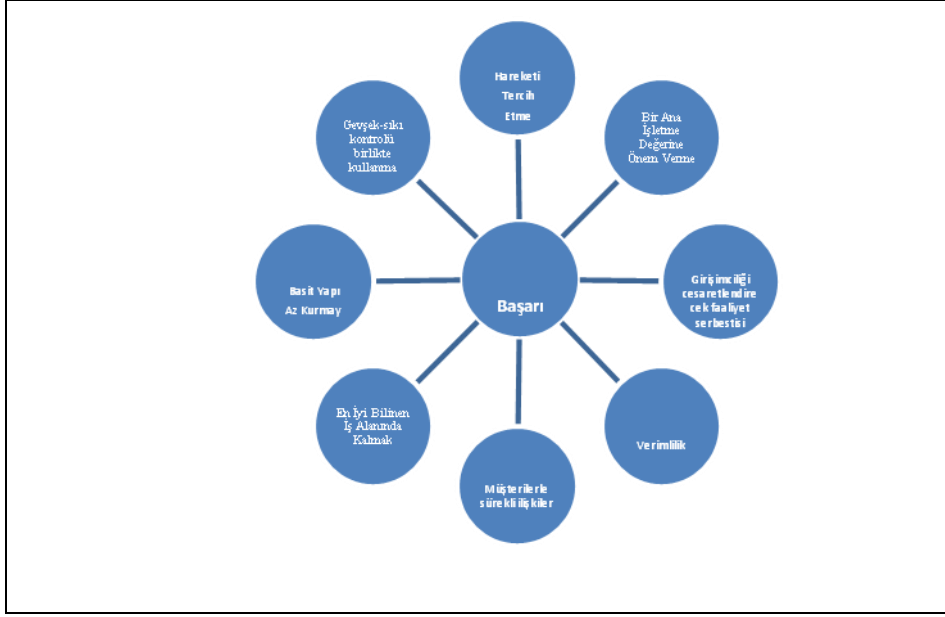 Hareketi
Tercih
Etme
Bir Ana
İşletme
Değerine
Önem Verme
Girişimciliği
cesaretlendire
cek faaliyet
serbestisi
Verimlilik
Müşterilerle
sürekli ilişkiler
En İyi Bilinen
İş Alanında
Kalmak
Basit Yapı
Az Kurmay
Gevşek-sıkı
kontrolü
birlikte
kullanma
Başarı